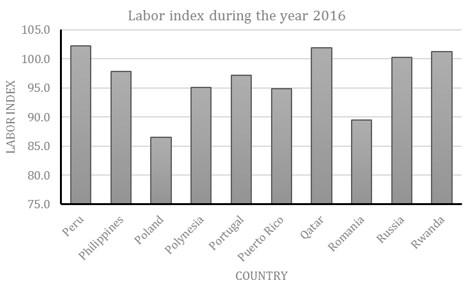 Labor index during the year 2016
105.0
100.0
95.0
90.0
85.0
80.0
75.0
LABOR INDEX
Peru
Philippines
Poland
Polynesia
Portugal
Puerto Rico
Qatar
Romania
Russia
Rwanda
COUNTRY